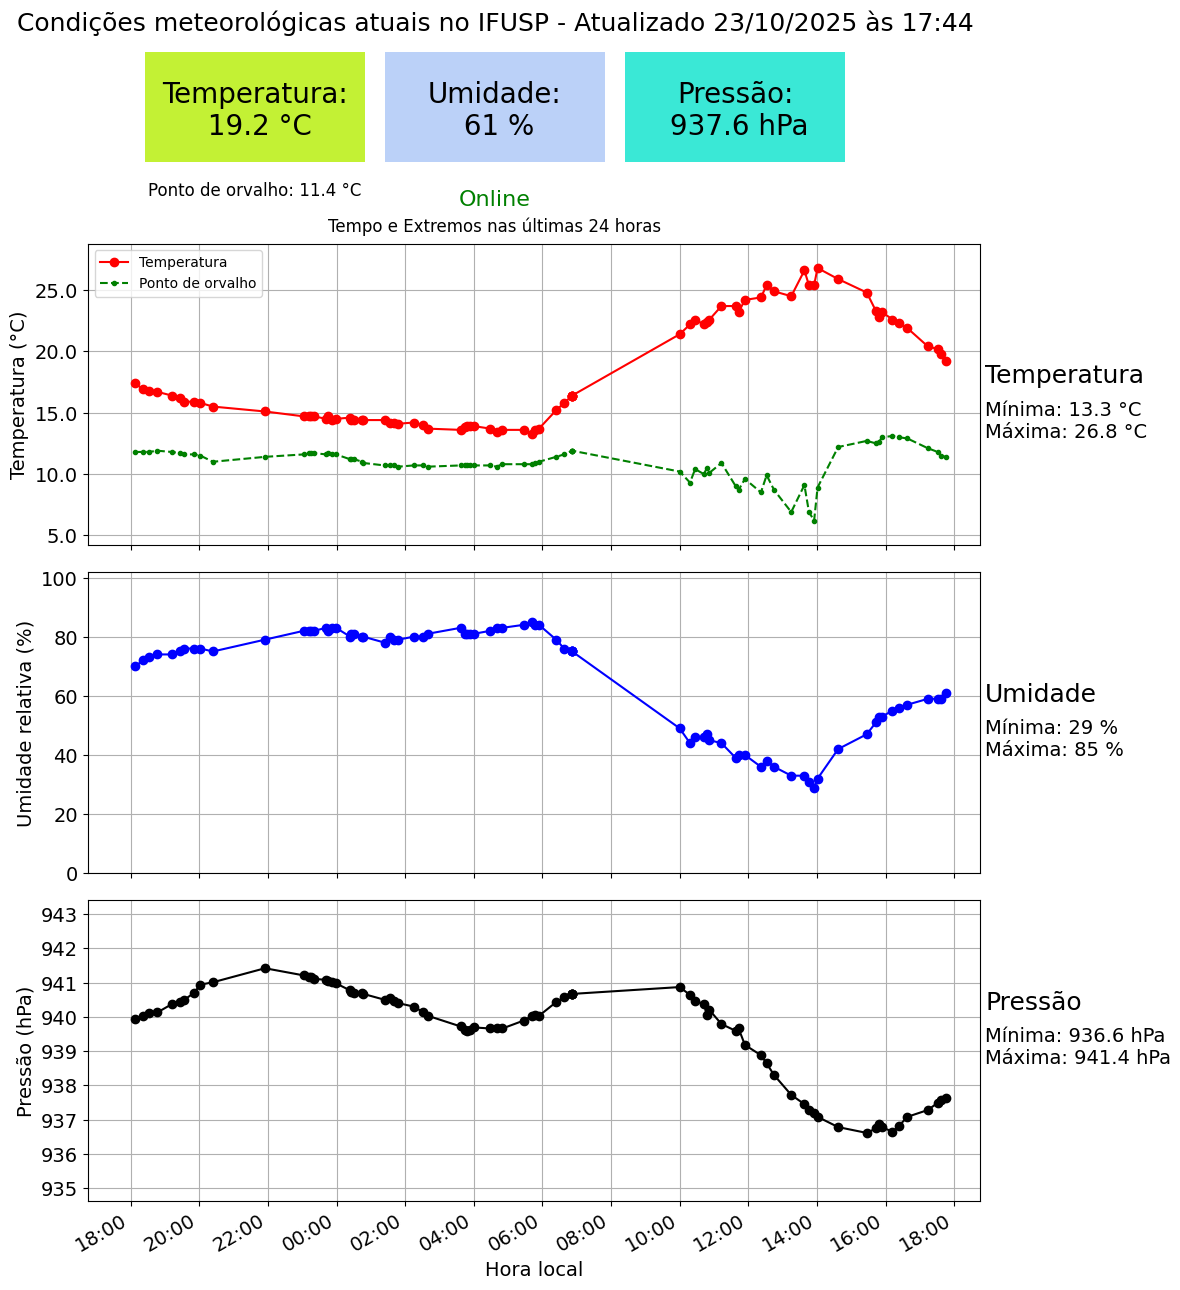 Condições meteorológicas atuais no IFUSP - Atualizado 23/10/2025 às 17:44
Temperatura:
19.2 °C
Umidade:
61 %
Pressão:
937.6 hPa
Ponto de orvalho: 11.4 °C
Online
Tempo e Extremos nas últimas 24 horas
Temperatura
Ponto de orvalho
Temperatura (°C)
25.0
20.0
15.0
10.0
5.0
Temperatura
Mínima: 13.3 °C
Máxima: 26.8 °C
Umidade relativa (%)
100
80
60
40
20
0
Umidade
Mínima: 29 %
Máxima: 85 %
Pressão (hPa)
943
942
941
940
939
938
937
936
935
Pressão
Mínima: 936.6 hPa
Máxima: 941.4 hPa
18:00
20:00
22:00
00:00
02:00
04:00
06:00
08:00
10:00
12:00
14:00
16:00
18:00
Hora local